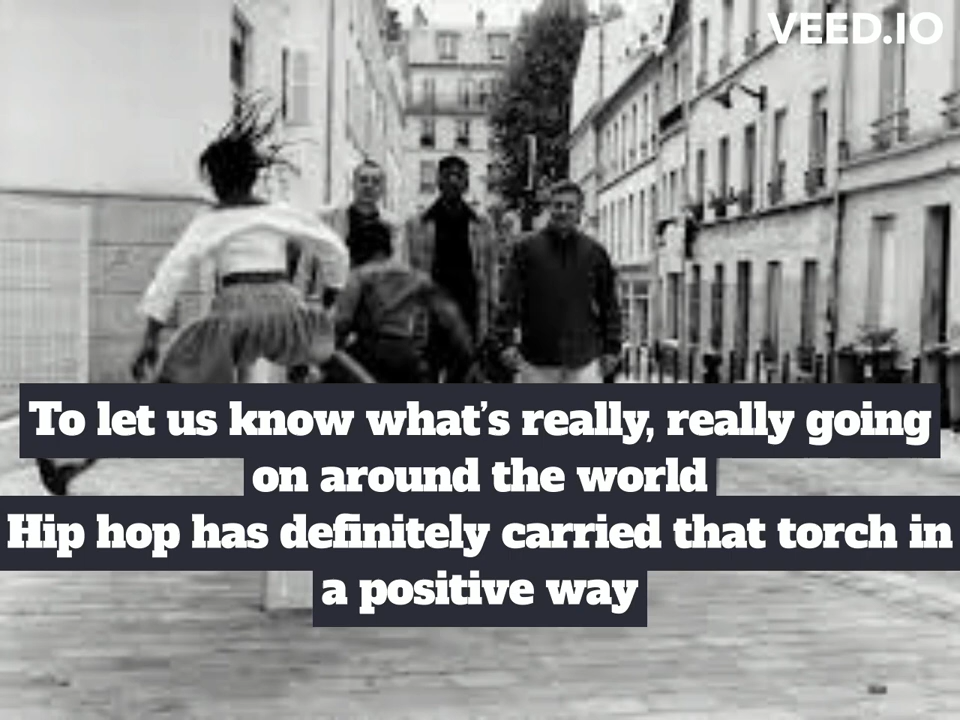 VEED.IO
To let us know what's really, really going
on around the world
Hip hop has definitely carried that torch in
a positive way